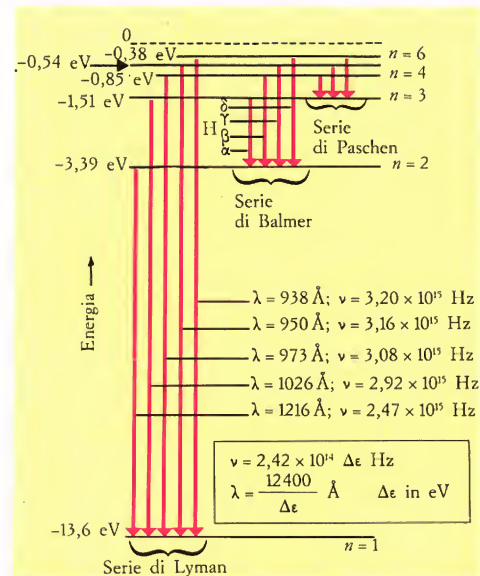 0
−0,38 eV
n = 6
−0,54 eV
n = 4
−0,85 eV
−1,51 eV
n = 3
δ
γ
H
β
α
Serie
di Paschen
−3,39 eV
n = 2
Serie
di Balmer
Energia
λ = 938 Å; ν = 3,20 × 10¹⁵ Hz
λ = 950 Å; ν = 3,16 × 10¹⁵ Hz
λ = 973 Å; ν = 3,08 × 10¹⁵ Hz
λ = 1026 Å; ν = 2,92 × 10¹⁵ Hz
λ = 1216 Å; ν = 2,47 × 10¹⁵ Hz
ν = 2,42 × 10¹⁴ Δε Hz
λ = 12400/Δε Å Δε in eV
−13,6 eV
n = 1
Serie di Lyman